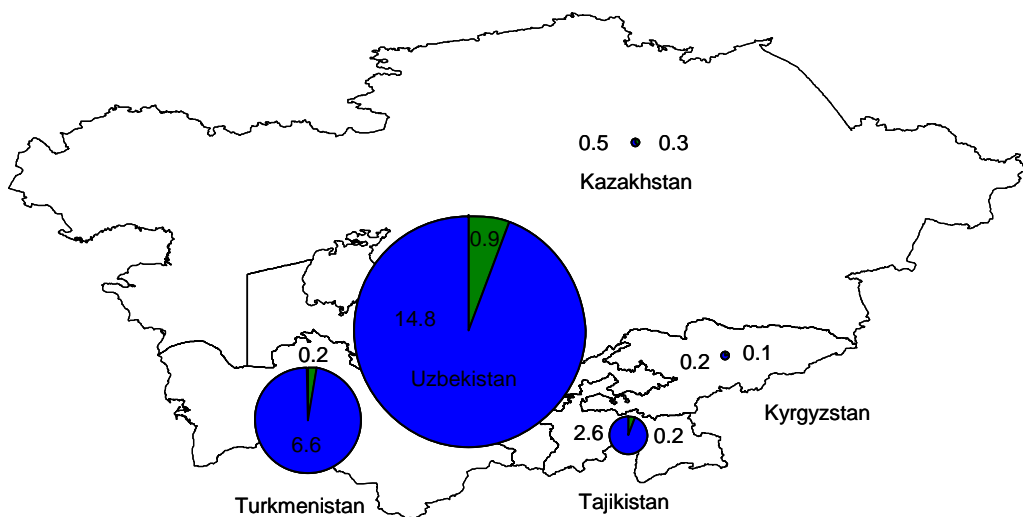 0.5 0.3
Kazakhstan
0.9
14.8
Uzbekistan
0.2
6.6
Turkmenistan
0.2 0.1
Kyrgyzstan
2.6 0.2
Tajikistan